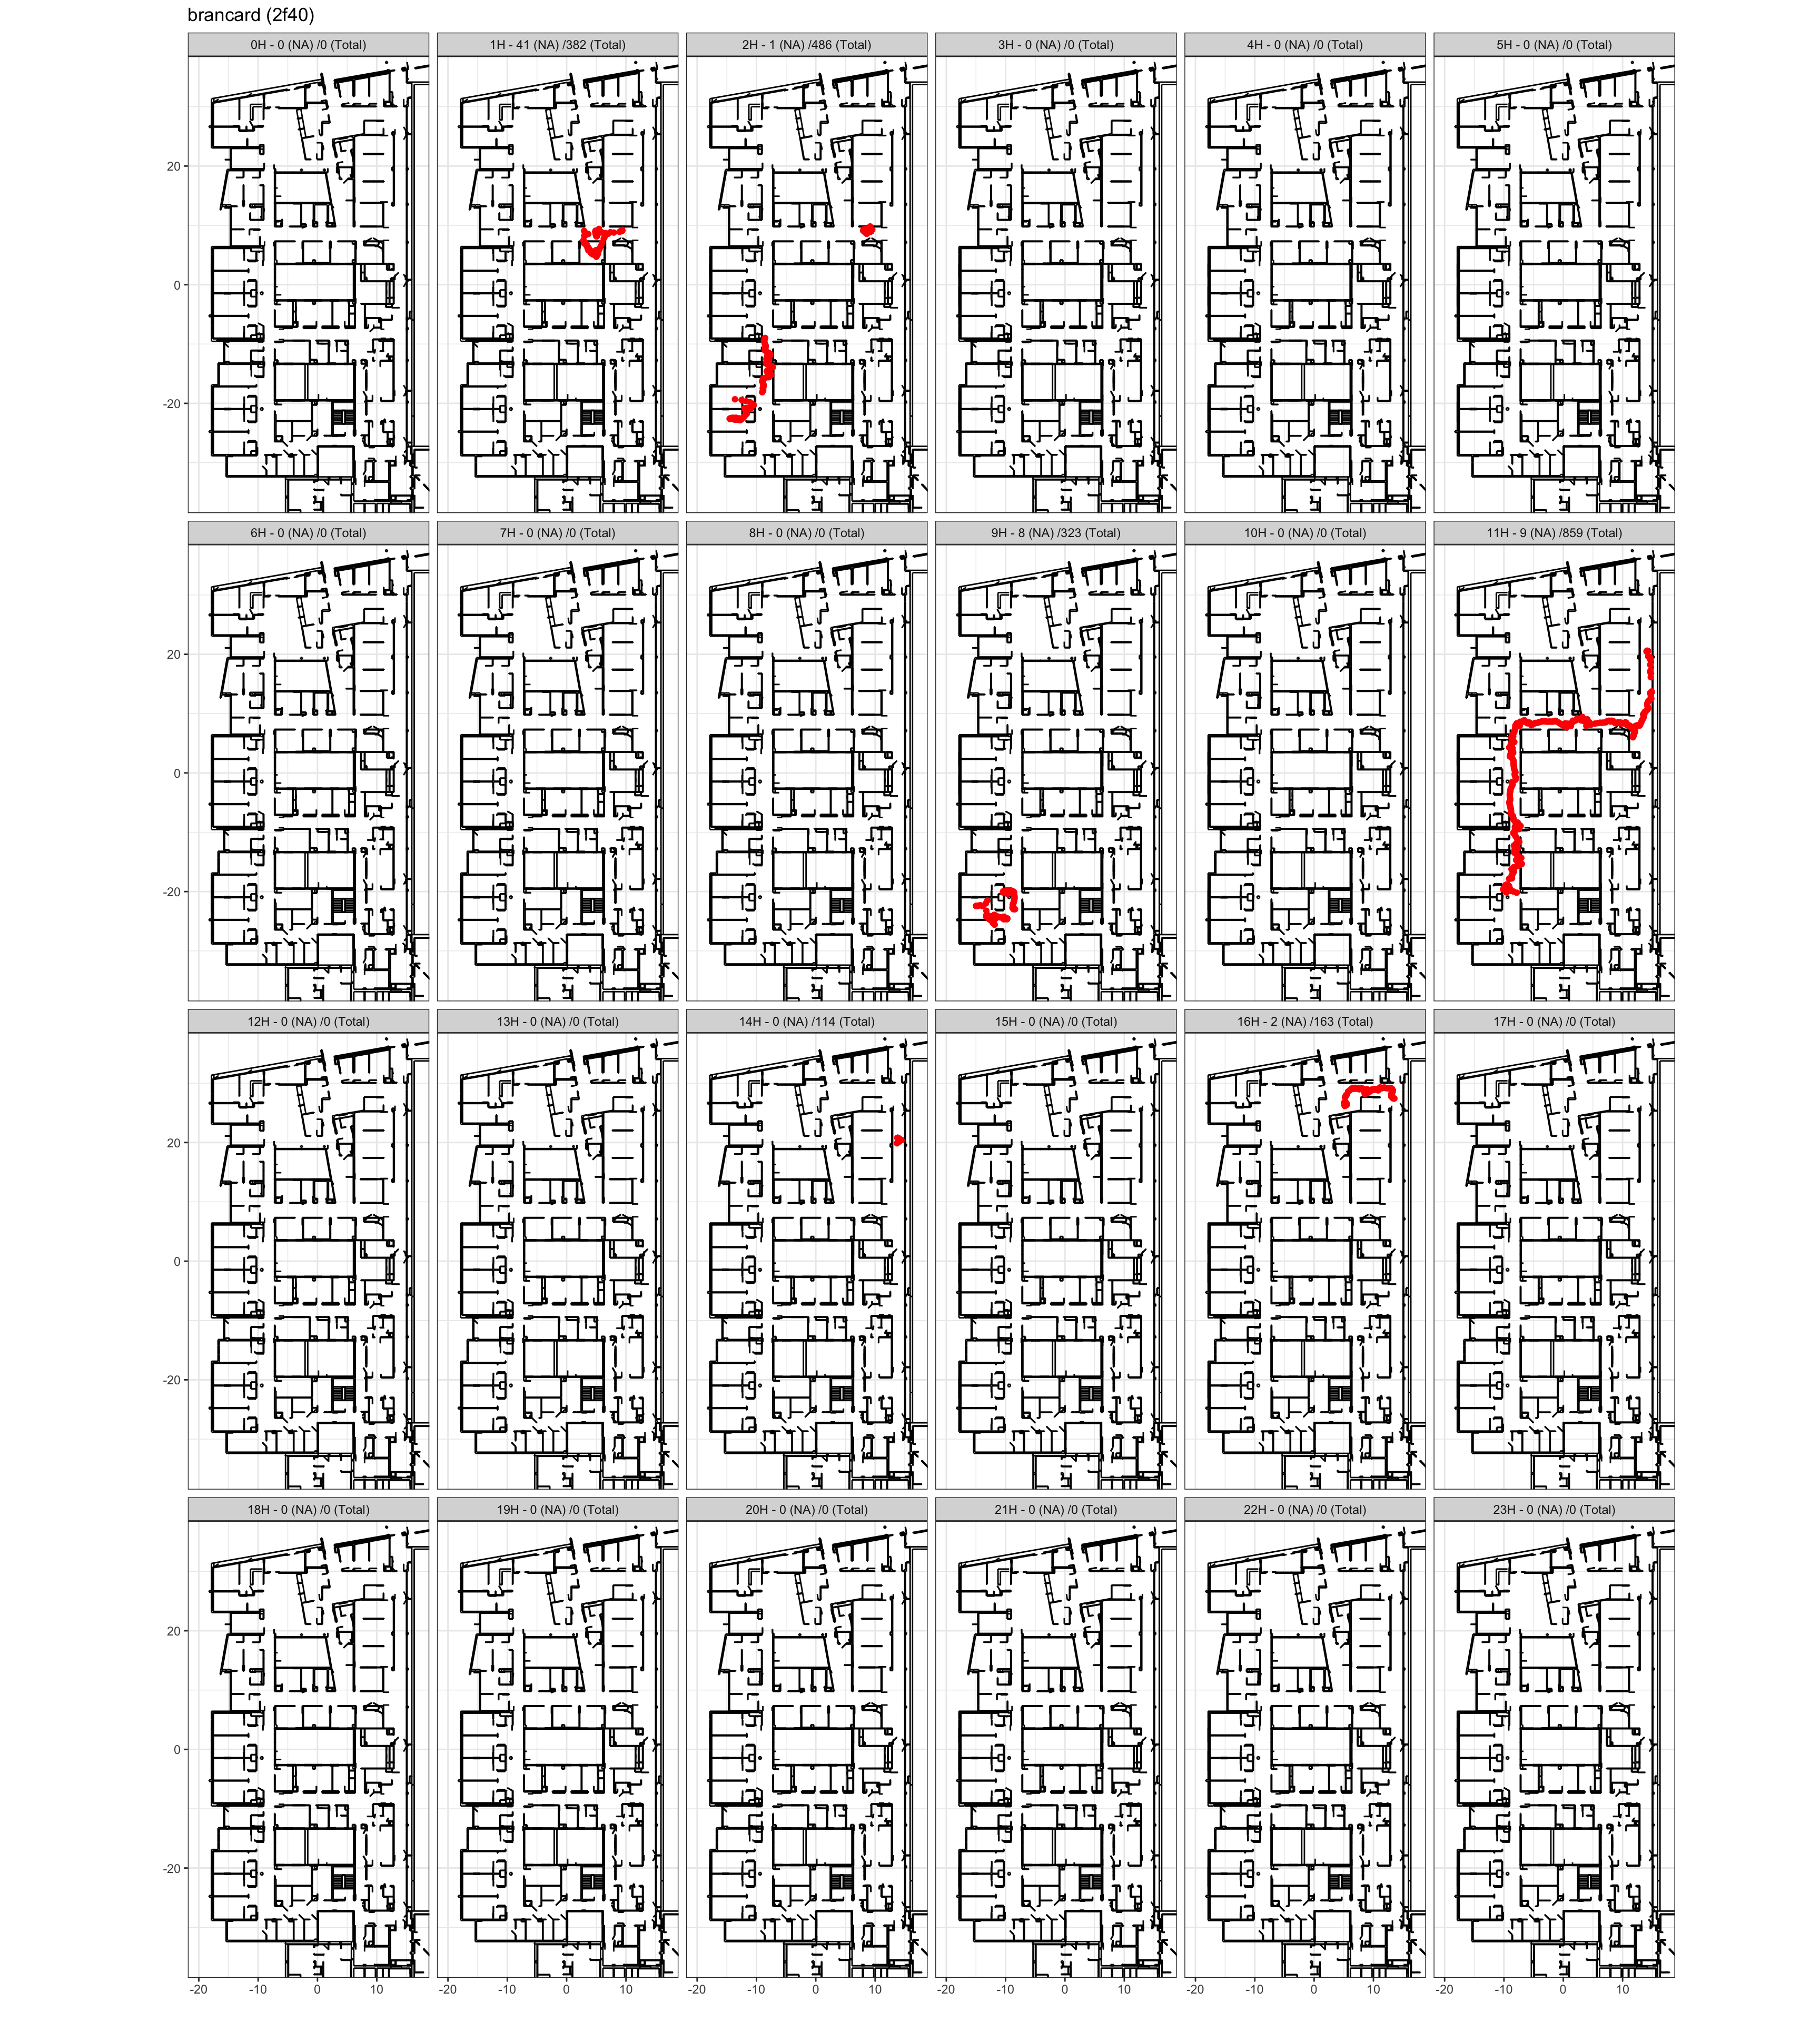 brancard (2f40)
0H - 0 (NA) /0 (Total) 1H - 41 (NA) /382 (Total) 2H - 1 (NA) /486 (Total) 3H - 0 (NA) /0 (Total) 4H - 0 (NA) /0 (Total) 5H - 0 (NA) /0 (Total)
20
0
-20
6H - 0 (NA) /0 (Total) 7H - 0 (NA) /0 (Total) 8H - 0 (NA) /0 (Total) 9H - 8 (NA) /323 (Total) 10H - 0 (NA) /0 (Total) 11H - 9 (NA) /859 (Total)
20
0
-20
12H - 0 (NA) /0 (Total) 13H - 0 (NA) /0 (Total) 14H - 0 (NA) /114 (Total) 15H - 0 (NA) /0 (Total) 16H - 2 (NA) /163 (Total) 17H - 0 (NA) /0 (Total)
20
0
-20
18H - 0 (NA) /0 (Total) 19H - 0 (NA) /0 (Total) 20H - 0 (NA) /0 (Total) 21H - 0 (NA) /0 (Total) 22H - 0 (NA) /0 (Total) 23H - 0 (NA) /0 (Total)
20
0
-20
-20 -10 0 10 -20 -10 0 10 -20 -10 0 10 -20 -10 0 10 -20 -10 0 10 -20 -10 0 10